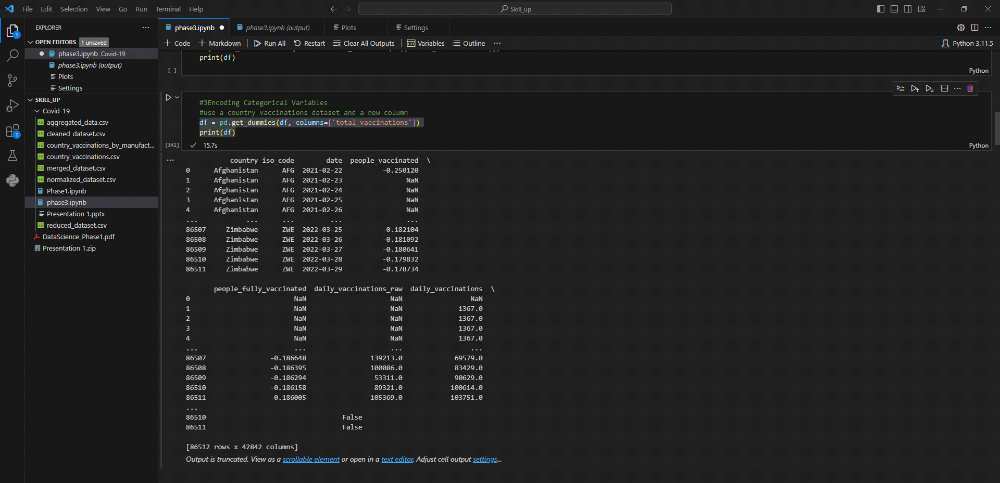 File Edit Selection View Go Run Terminal Help
Skill_up
EXPLORER
OPEN EDITORS 1 unsaved
phase3.ipynb Covid-19
phase3.ipynb (output)
Plots
Settings
SKILL_UP
Covid-19
aggregated_data.csv
cleaned_dataset.csv
country_vaccinations_by_manufact...
country_vaccinations.csv
merged_dataset.csv
normalized_dataset.csv
Phase1.ipynb
phase3.ipynb
Presentation 1.pptx
reduced_dataset.csv
DataScience_Phase1.pdf
Presentation 1.zip
1
1
phase3.ipynb phase3.ipynb (output) Plots Settings
+ Code + Markdown Run All Restart Clear All Outputs Variables Outline ... Python 3.11.5
print(df)
[ ] Python
#3Encoding Categorical Variables
#use a country vaccinations dataset and a new column
df = pd.get_dummies(df, columns=['total_vaccinations'])
print(df)
[142] 15.7s Python
... country iso_code date people_vaccinated \
0 Afghanistan AFG 2021-02-22 -0.250120
1 Afghanistan AFG 2021-02-23 NaN
2 Afghanistan AFG 2021-02-24 NaN
3 Afghanistan AFG 2021-02-25 NaN
4 Afghanistan AFG 2021-02-26 NaN
... ... ... ... ...
86507 Zimbabwe ZWE 2022-03-25 -0.182104
86508 Zimbabwe ZWE 2022-03-26 -0.181092
86509 Zimbabwe ZWE 2022-03-27 -0.180641
86510 Zimbabwe ZWE 2022-03-28 -0.179832
86511 Zimbabwe ZWE 2022-03-29 -0.178734
people_fully_vaccinated daily_vaccinations_raw daily_vaccinations \
0 NaN NaN NaN
1 NaN NaN 1367.0
2 NaN NaN 1367.0
3 NaN NaN 1367.0
4 NaN NaN 1367.0
... ... ... ...
86507 -0.186648 139213.0 69579.0
86508 -0.186395 100086.0 83429.0
86509 -0.186294 53311.0 90629.0
86510 -0.186158 89321.0 100614.0
86511 -0.186005 105369.0 103751.0
...
86510 False
86511 False
[86512 rows x 42842 columns]
Output is truncated. View as a scrollable element or open in a text editor. Adjust cell output settings...